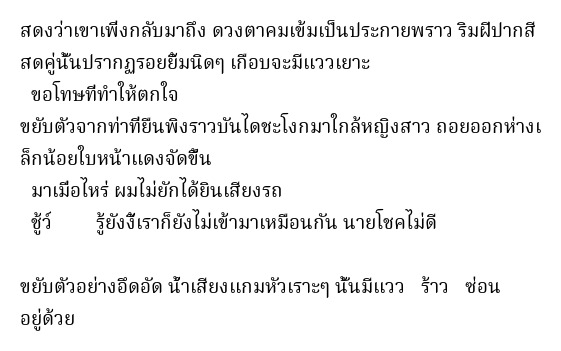 สดงว่าเขาเพิ่งกลับมาถึง ดวงตาคมเข้มเป็นประกายพราว ริมฝีปากสี
สดคู่นั้นปรากฏรอยยิ้มนิดๆ เกือบจะมีแววเยาะ
ขอโทษที่ทำให้ตกใจ
ขยับตัวจากท่าที่ยืนพิงราวบันไดชะโงกมาใกล้หญิงสาว ถอยออกห่างเ
ล็กน้อยใบหน้าแดงจัดขึ้น
มาเมื่อไหร่ ผมไม่ยักได้ยินเสียงรถ
ชู้ว์ รู้ยังงี้เราก็ยังไม่เข้ามาเหมือนกัน นายโชคไม่ดี
ขยับตัวอย่างอึดอัด น้ำเสียงแกมหัวเราะๆ นั้นมีแวว ร้าว ซ่อน
อยู่ด้วย